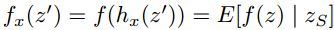 f_x(z′) = f(h_x(z′)) = E[f(z) | z_S]